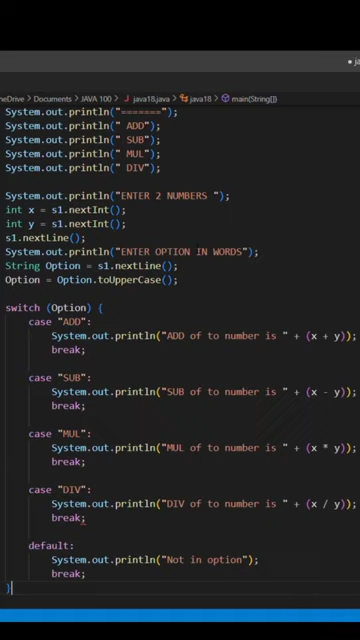 ja
neDrive > Documents > JAVA 100 > java18.java > java18 > main(String[])
System.out.println("=======");
System.out.println(" ADD");
System.out.println(" SUB");
System.out.println(" MUL");
System.out.println(" DIV");
System.out.println("ENTER 2 NUMBERS ");
int x = s1.nextInt();
int y = s1.nextInt();
s1.nextLine();
System.out.println("ENTER OPTION IN WORDS");
String Option = s1.nextLine();
Option = Option.toUpperCase();
switch (Option) {
case "ADD":
System.out.println("ADD of to number is " + (x + y));
break;
case "SUB":
System.out.println("SUB of to number is " + (x - y));
break;
case "MUL":
System.out.println("MUL of to number is " + (x * y));
break;
case "DIV":
System.out.println("DIV of to number is " + (x / y));
break;
default:
System.out.println("Not in option");
break;
}